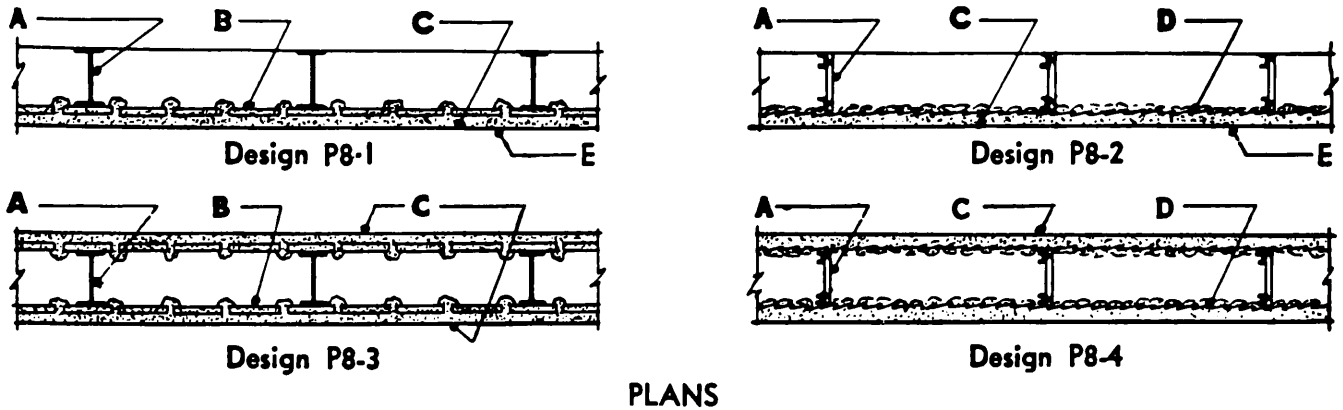 A B C A C D
E E
Design P8·1 Design P8-2
A B C A C D
Design P8-3 Design P8-4
PLANS